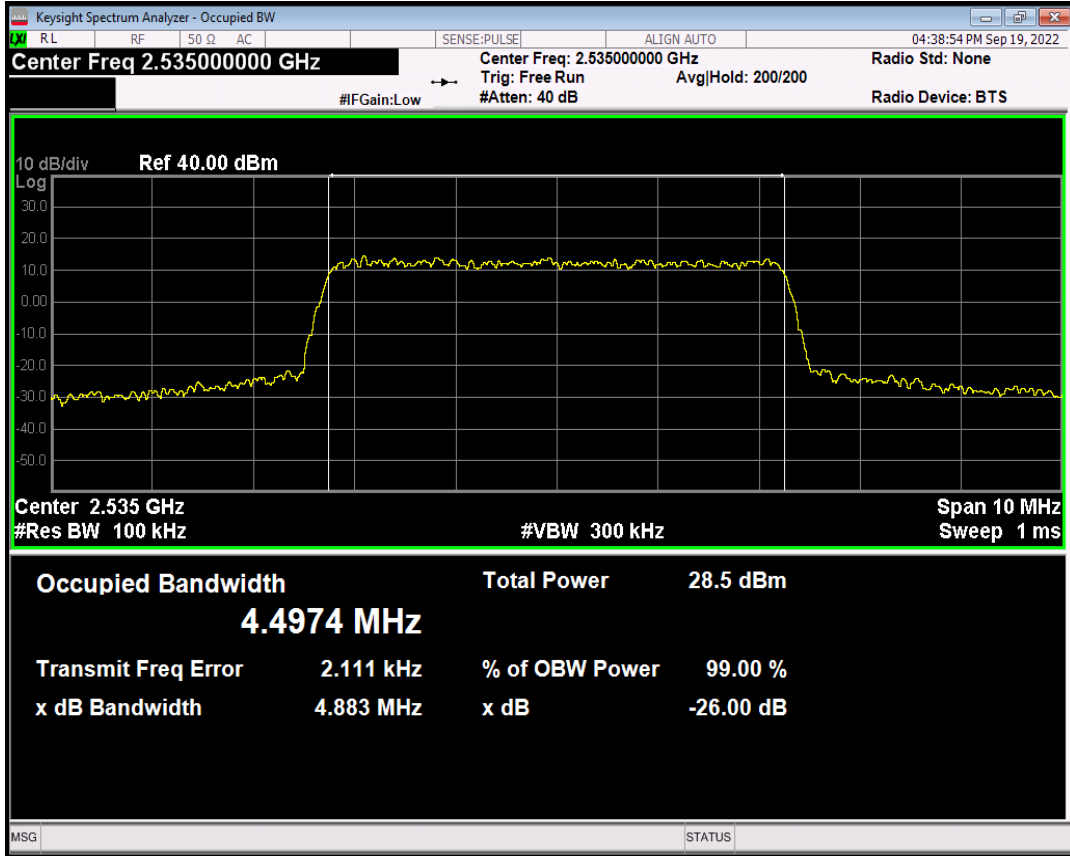 Keysight Spectrum Analyzer - Occupied BW
LXI RL RF 50 Ω AC SENSE:PULSE ALIGN AUTO 04:38:54 PM Sep 19, 2022
Center Freq 2.535000000 GHz
Center Freq: 2.535000000 GHz Radio Std: None
Trig: Free Run Avg|Hold: 200/200
#IFGain:Low #Atten: 40 dB Radio Device: BTS
10 dB/div Ref 40.00 dBm
Log
30.0
20.0
10.0
0.00
-10.0
-20.0
-30.0
-40.0
-50.0
Center 2.535 GHz Span 10 MHz
#Res BW 100 kHz #VBW 300 kHz Sweep 1 ms
Occupied Bandwidth Total Power 28.5 dBm
4.4974 MHz
Transmit Freq Error 2.111 kHz % of OBW Power 99.00 %
x dB Bandwidth 4.883 MHz x dB -26.00 dB
MSG STATUS